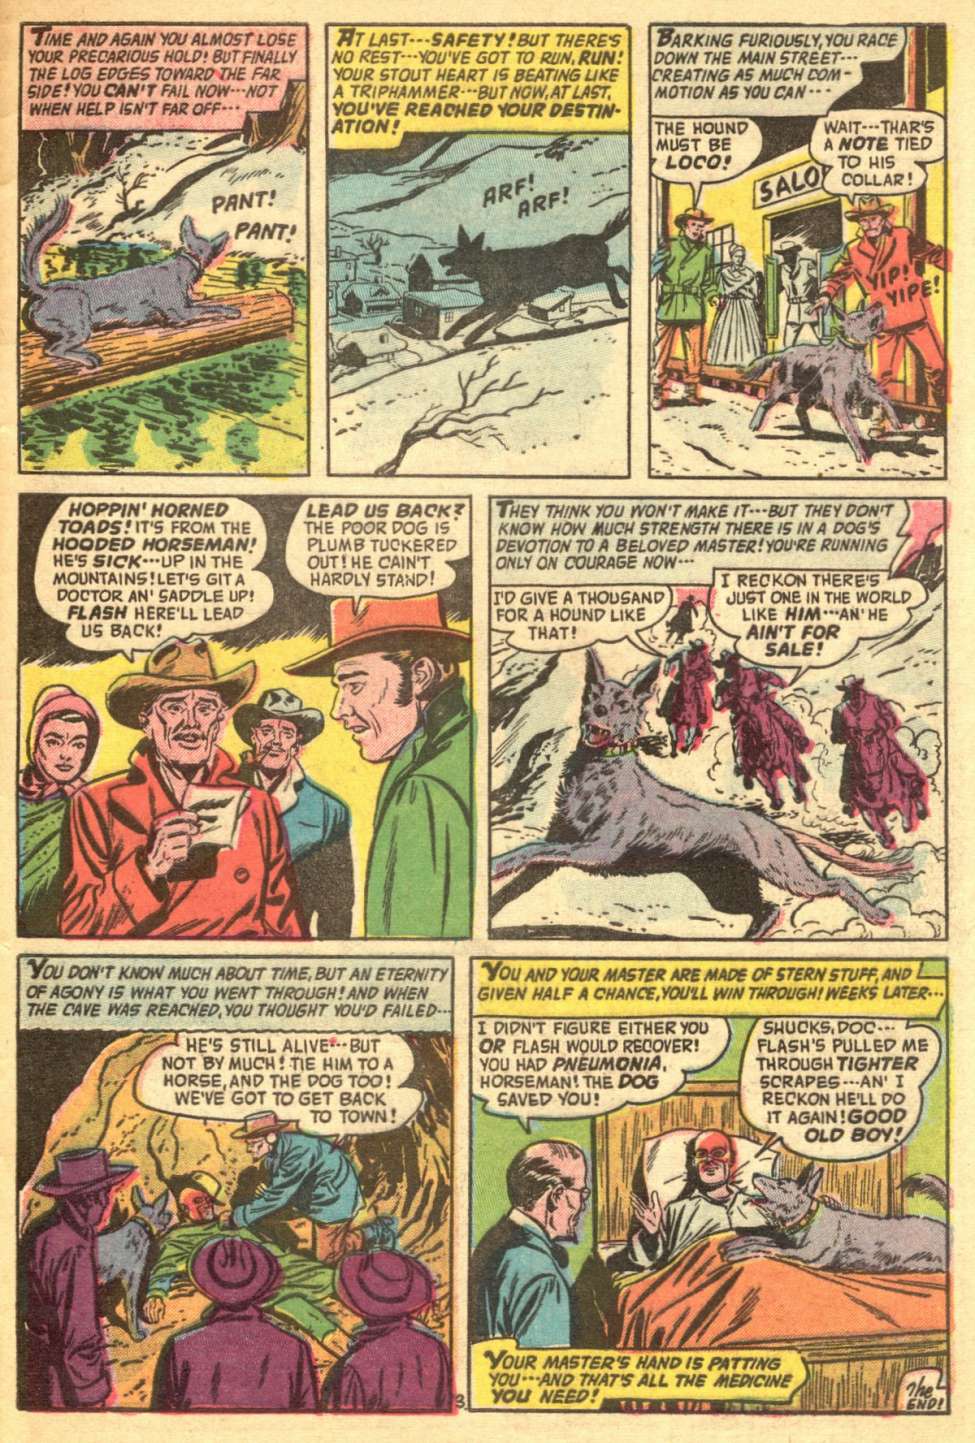 TIME AND AGAIN YOU ALMOST LOSE
YOUR PRECARIOUS HOLD! BUT FINALLY
THE LOG EDGES TOWARD THE FAR
SIDE! YOU CAN'T FAIL NOW---NOT
WHEN HELP ISN'T FAR OFF---
PANT!
PANT!
AT LAST---SAFETY! BUT THERE'S
NO REST---YOU'VE GOT TO RUN, RUN!
YOUR STOUT HEART IS BEATING LIKE
A TRIPHAMMER---BUT NOW, AT LAST,
YOU'VE REACHED YOUR DESTIN-
ATION!
ARF!
ARF!
BARKING FURIOUSLY, YOU RACE
DOWN THE MAIN STREET---
CREATING AS MUCH COM-
MOTION AS YOU CAN---
THE HOUND
MUST BE
LOCO!
WAIT---THAR'S
A NOTE TIED
TO HIS
COLLAR!
SALO
YIP!
YIPE!
HOPPIN' HORNED
TOADS! IT'S FROM THE
HOODED HORSEMAN!
HE'S SICK---UP IN THE
MOUNTAINS! LET'S GIT A
DOCTOR AN' SADDLE UP!
FLASH HERE'LL LEAD
US BACK!
LEAD US BACK?
THE POOR DOG IS
PLUMB TUCKERED
OUT! HE CAIN'T
HARDLY STAND!
THEY THINK YOU WON'T MAKE IT---BUT THEY DON'T
KNOW HOW MUCH STRENGTH THERE IS IN A DOG'S
DEVOTION TO A BELOVED MASTER! YOU'RE RUNNING
ONLY ON COURAGE NOW---
I'D GIVE A THOUSAND
FOR A HOUND LIKE
THAT!
I RECKON THERE'S
JUST ONE IN THE WORLD
LIKE HIM---AN' HE
AIN'T FOR
SALE!
YOU DON'T KNOW MUCH ABOUT TIME, BUT AN ETERNITY
OF AGONY IS WHAT YOU WENT THROUGH! AND WHEN
THE CAVE WAS REACHED, YOU THOUGHT YOU'D FAILED---
HE'S STILL ALIVE---BUT
NOT BY MUCH! TIE HIM TO A
HORSE, AND THE DOG TOO!
WE'VE GOT TO GET BACK
TO TOWN!
3
YOU AND YOUR MASTER ARE MADE OF STERN STUFF, AND
GIVEN HALF A CHANCE, YOU'LL WIN THROUGH! WEEKS LATER---
I DIDN'T FIGURE EITHER YOU
OR FLASH WOULD RECOVER!
YOU HAD PNEUMONIA,
HORSEMAN! THE DOG
SAVED YOU!
SHUCKS, DOC---
FLASH'S PULLED ME
THROUGH TIGHTER
SCRAPES---AN' I
RECKON HE'LL DO
IT AGAIN! GOOD
OLD BOY!
YOUR MASTER'S HAND IS PATTING
YOU---AND THAT'S ALL THE MEDICINE
YOU NEED!
The
END!